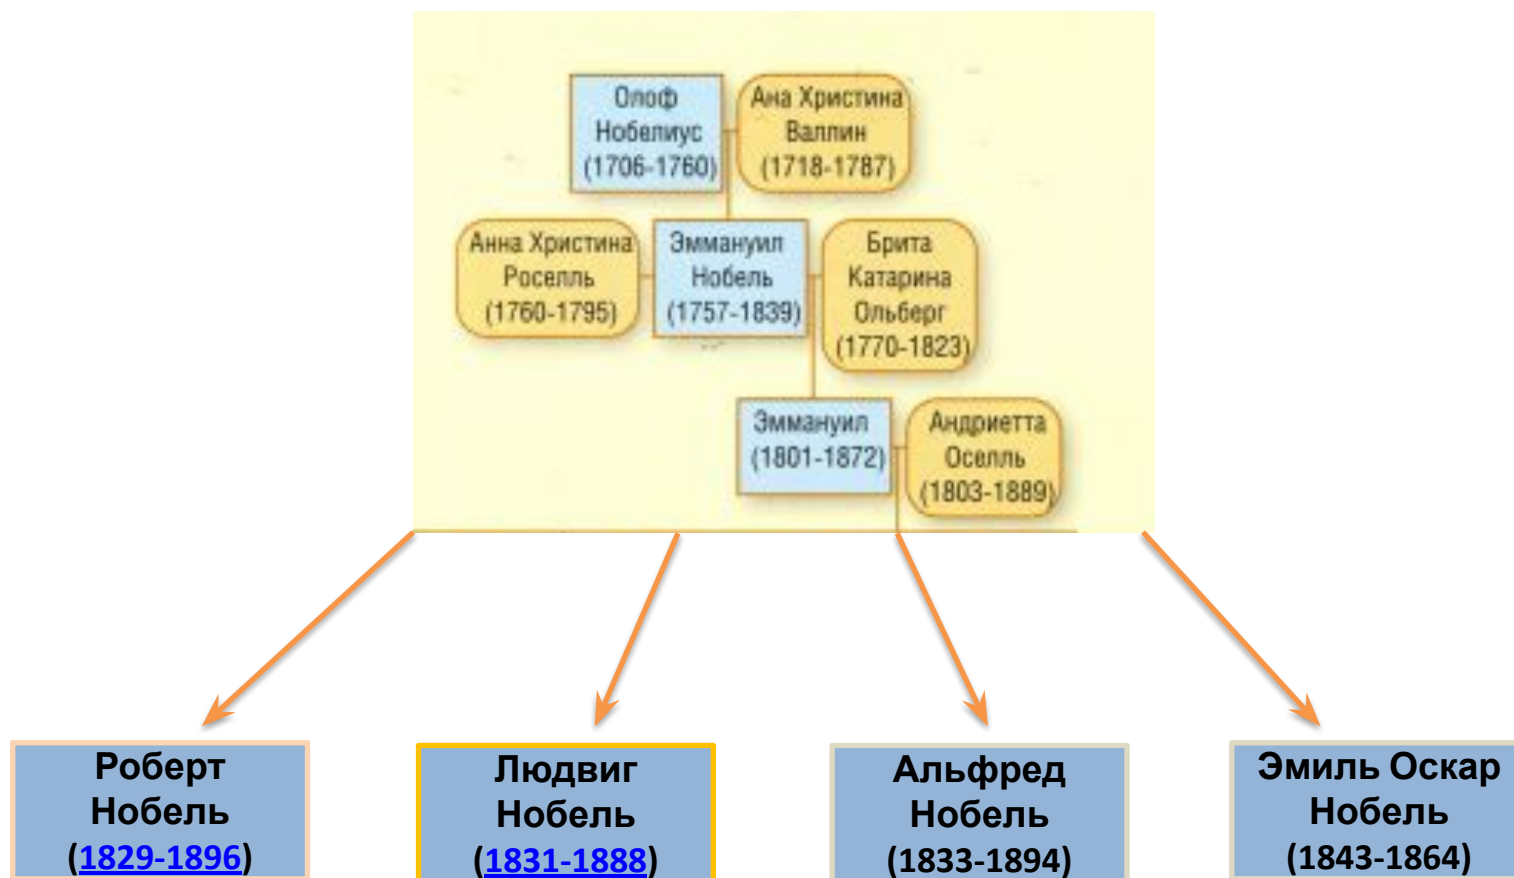 Олоф
Нобелиус
(1706-1760)
Ана Христина
Валлин
(1718-1787)
Анна Христина
Роселль
(1760-1795)
Эммануил
Нобель
(1757-1839)
Брита
Катарина
Ольберг
(1770-1823)
Эммануил
(1801-1872)
Андриетта
Оселль
(1803-1889)
Роберт
Нобель
(1829-1896)
Людвиг
Нобель
(1831-1888)
Альфред
Нобель
(1833-1894)
Эмиль Оскар
Нобель
(1843-1864)